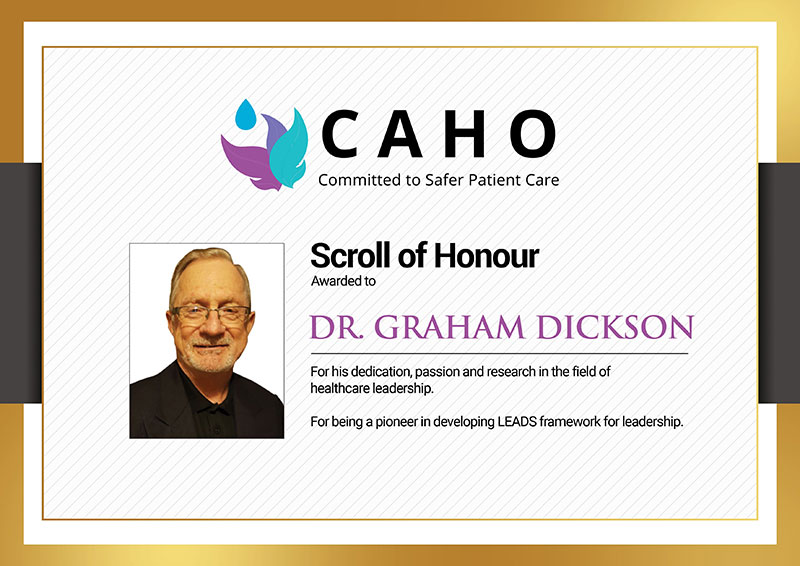 CAHO
Committed to Safer Patient Care
Scroll of Honour
Awarded to
DR. GRAHAM DICKSON
For his dedication, passion and research in the field of
healthcare leadership.
For being a pioneer in developing LEADS framework for leadership.